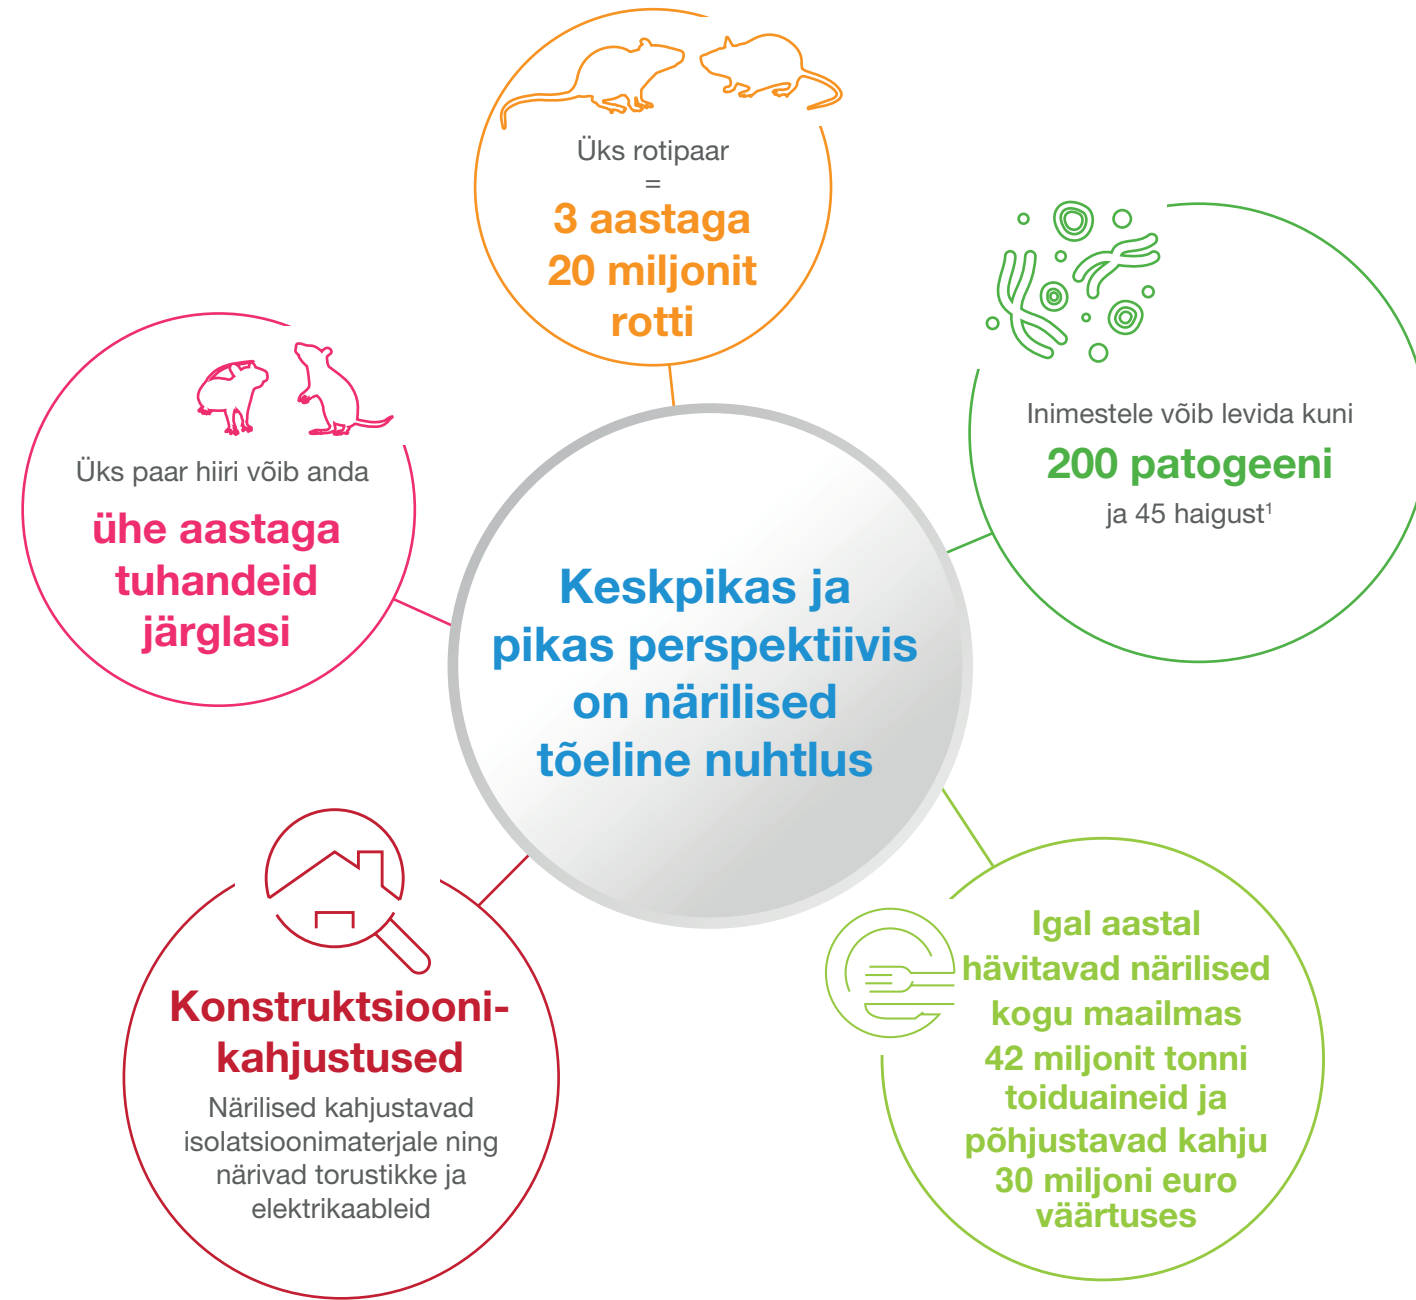 Üks rotipaar
=
3 aastaga
20 miljonit
rotti
Inimestele võib levida kuni
200 patogeeni
ja 45 haigust¹
Üks paar hiiri võib anda
ühe aastaga
tuhandeid
järglasi
Keskpikas ja
pikas perspektiivis
on närilised
tõeline nuhtlus
Konstruktsiooni-
kahjustused
Närilised kahjustavad
isolatsioonimaterjale ning
närivad torustikke ja
elektrikaableid
Igal aastal
hävitavad närilised
kogu maailmas
42 miljonit tonni
toiduaineid ja
põhjustavad kahju
30 miljoni euro
väärtuses